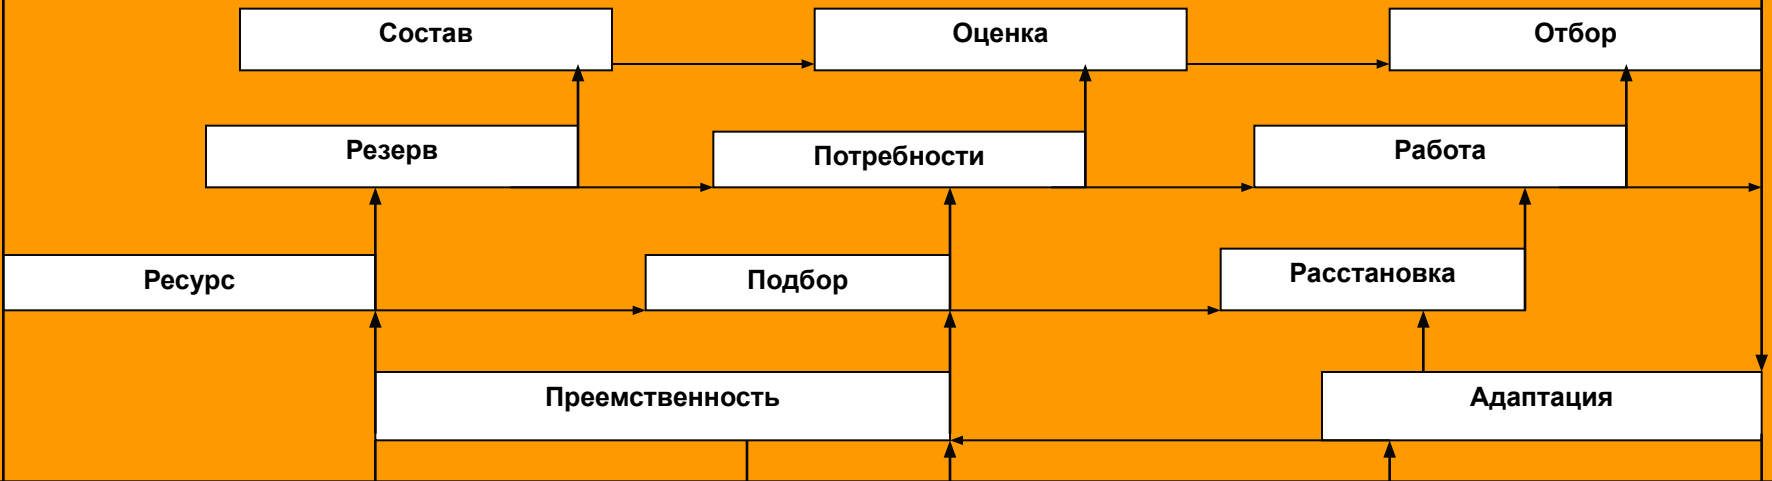 Состав
Оценка
Отбор
Резерв
Потребности
Работа
Ресурс
Подбор
Расстановка
Преемственность
Адаптация